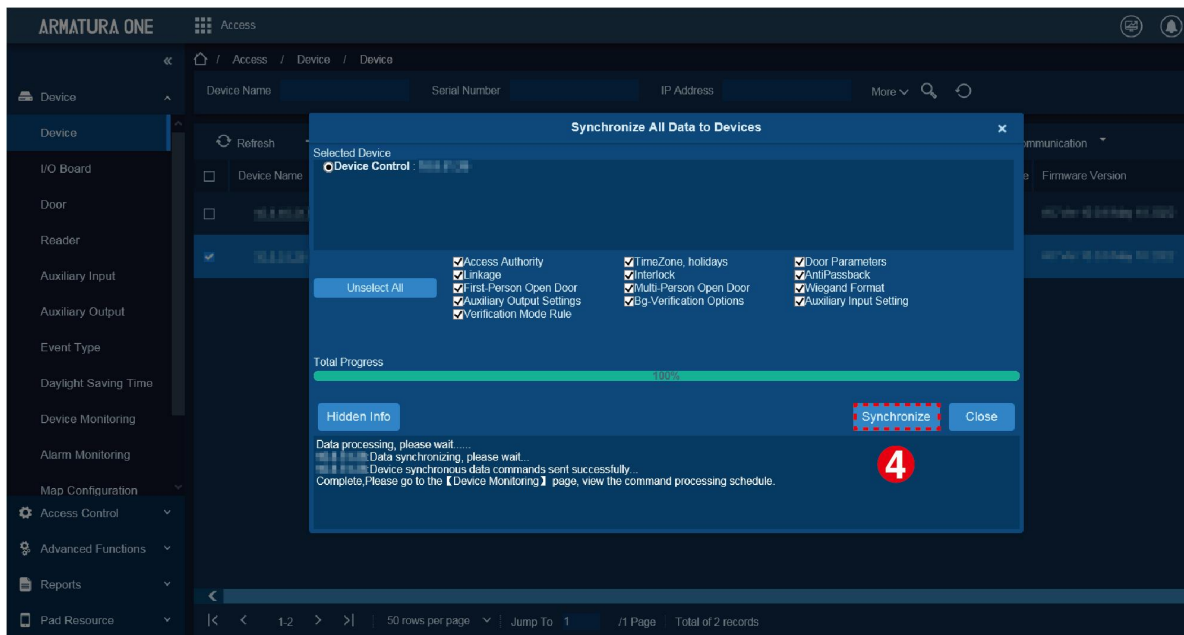 ARMATURA ONE
Access
Access / Device / Device
Device Name
Serial Number
IP Address
More
Device
Device
I/O Board
Door
Reader
Auxiliary Input
Auxiliary Output
Event Type
Daylight Saving Time
Device Monitoring
Alarm Monitoring
Map Configuration
Access Control
Advanced Functions
Reports
Pad Resource
Refresh
Device Name
Firmware Version
Synchronize All Data to Devices
Selected Device
Device Control :
Unselect All
Access Authority
TimeZone, holidays
Door Parameters
Linkage
Interlock
AntiPassback
First-Person Open Door
Multi-Person Open Door
Wiegand Format
Auxiliary Output Settings
Bg-Verification Options
Auxiliary Input Setting
Verification Mode Rule
Total Progress
100%
Hidden Info
Synchronize
Close
Data processing, please wait......
:Data synchronizing, please wait...
:Device synchronous data commands sent successfully...
Complete,Please go to the【Device Monitoring】page, view the command processing schedule.
4
1-2
50 rows per page
Jump To 1 /1 Page
Total of 2 records